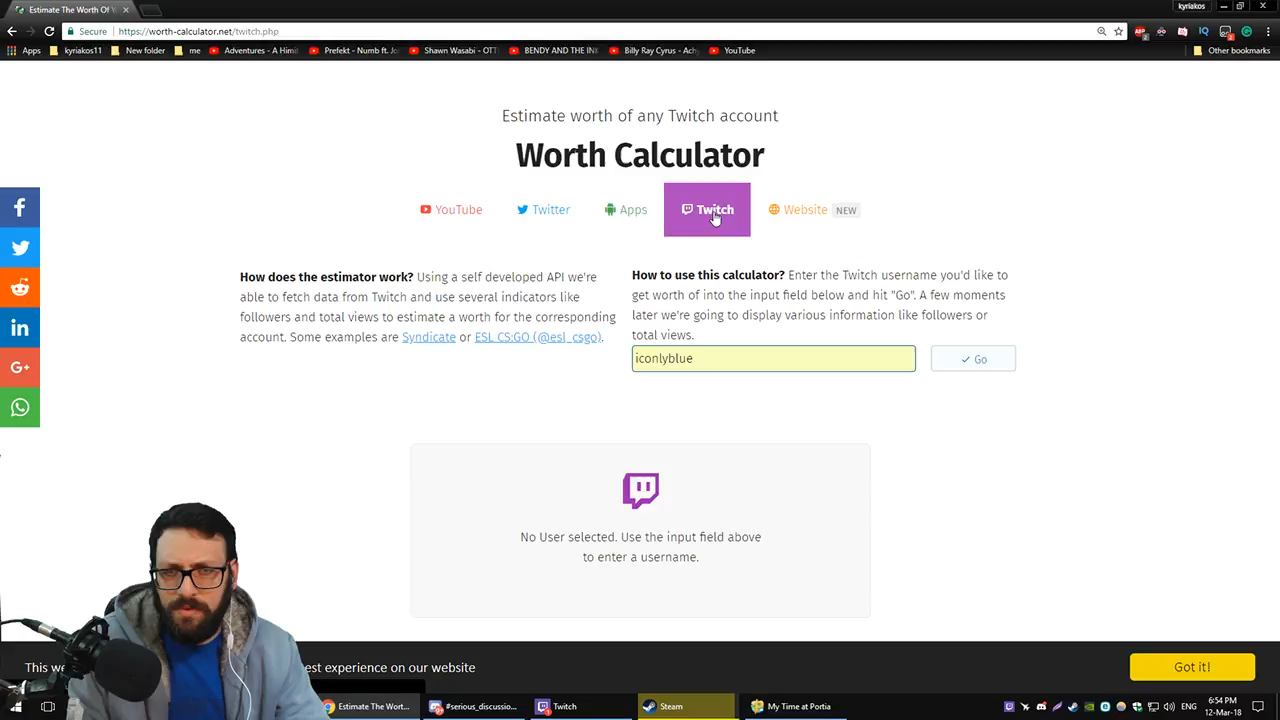 Estimate The Worth Of Y
kyriakos
Secure
https://worth-calculator.net/twitch.php
Apps
kyriakos11
New folder
me
Adventures - A Himi
Prefekt - Numb ft. Jo
Shawn Wasabi - OTT
BENDY AND THE INK
Billy Ray Cyrus - Ach
YouTube
Other bookmarks
Estimate worth of any Twitch account
Worth Calculator
YouTube
Twitter
Apps
Twitch
Website NEW
How does the estimator work? Using a self developed API we're
able to fetch data from Twitch and use several indicators like
followers and total views to estimate a worth for the corresponding
account. Some examples are Syndicate or ESL CS:GO (@esl_csgo).
How to use this calculator? Enter the Twitch username you'd like to
get worth of into the input field below and hit "Go". A few moments
later we're going to display various information like followers or
total views.
iconlyblue
Go
No User selected. Use the input field above
to enter a username.
This we
est experience on our website
Got it!
Estimate The Wort...
#serious_discussio...
Twitch
Steam
My Time at Portia
6:54 PM
12-Mar-18